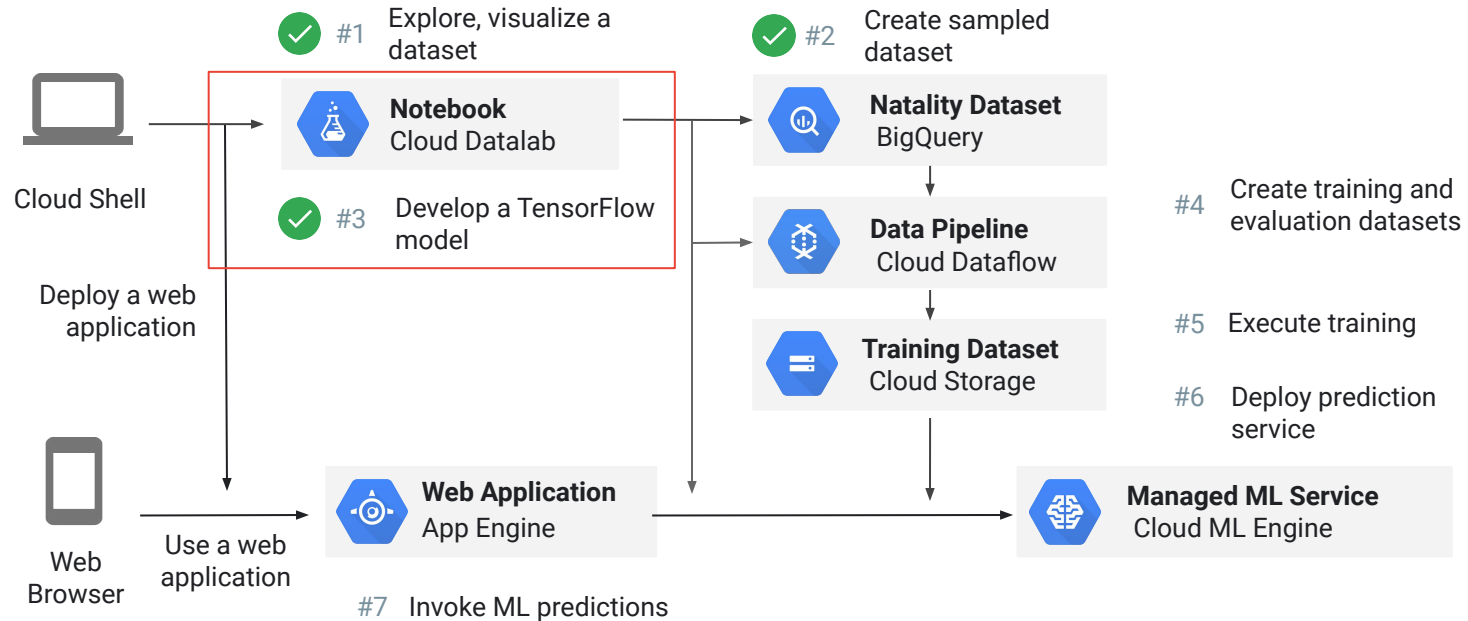 #1 Explore, visualize a
dataset
#2 Create sampled
dataset
Notebook
Cloud Datalab
Natality Dataset
BigQuery
Cloud Shell
#3 Develop a TensorFlow
model
Data Pipeline
Cloud Dataflow
#4 Create training and
evaluation datasets
Deploy a web
application
Training Dataset
Cloud Storage
#5 Execute training
#6 Deploy prediction
service
Web Application
App Engine
Managed ML Service
Cloud ML Engine
Web
Browser
Use a web
application
#7 Invoke ML predictions